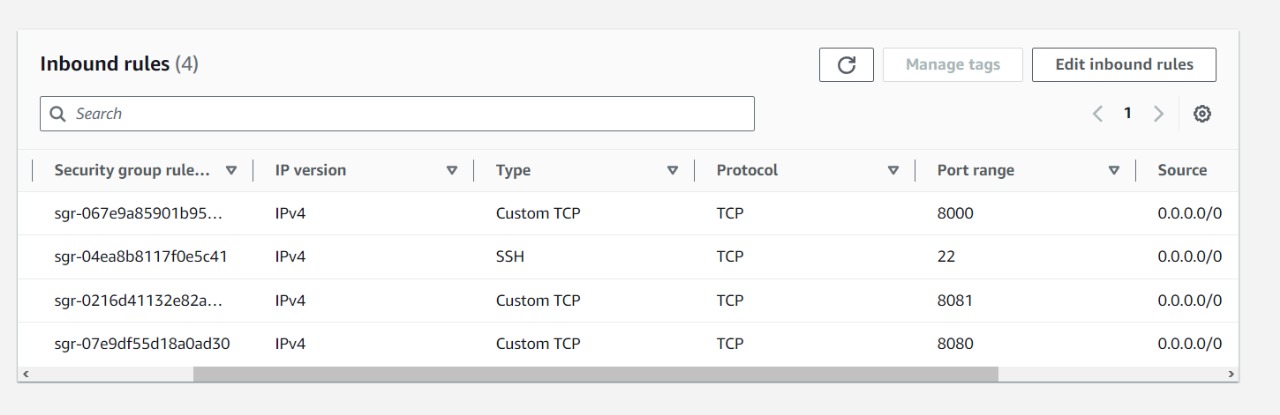 Inbound rules (4)
Manage tags
Edit inbound rules
Search
1
Security group rule... IP version Type Protocol Port range Source
sgr-067e9a85901b95... IPv4 Custom TCP TCP 8000 0.0.0.0/0
sgr-04ea8b8117f0e5c41 IPv4 SSH TCP 22 0.0.0.0/0
sgr-0216d41132e82a... IPv4 Custom TCP TCP 8081 0.0.0.0/0
sgr-07e9df55d18a0ad30 IPv4 Custom TCP TCP 8080 0.0.0.0/0